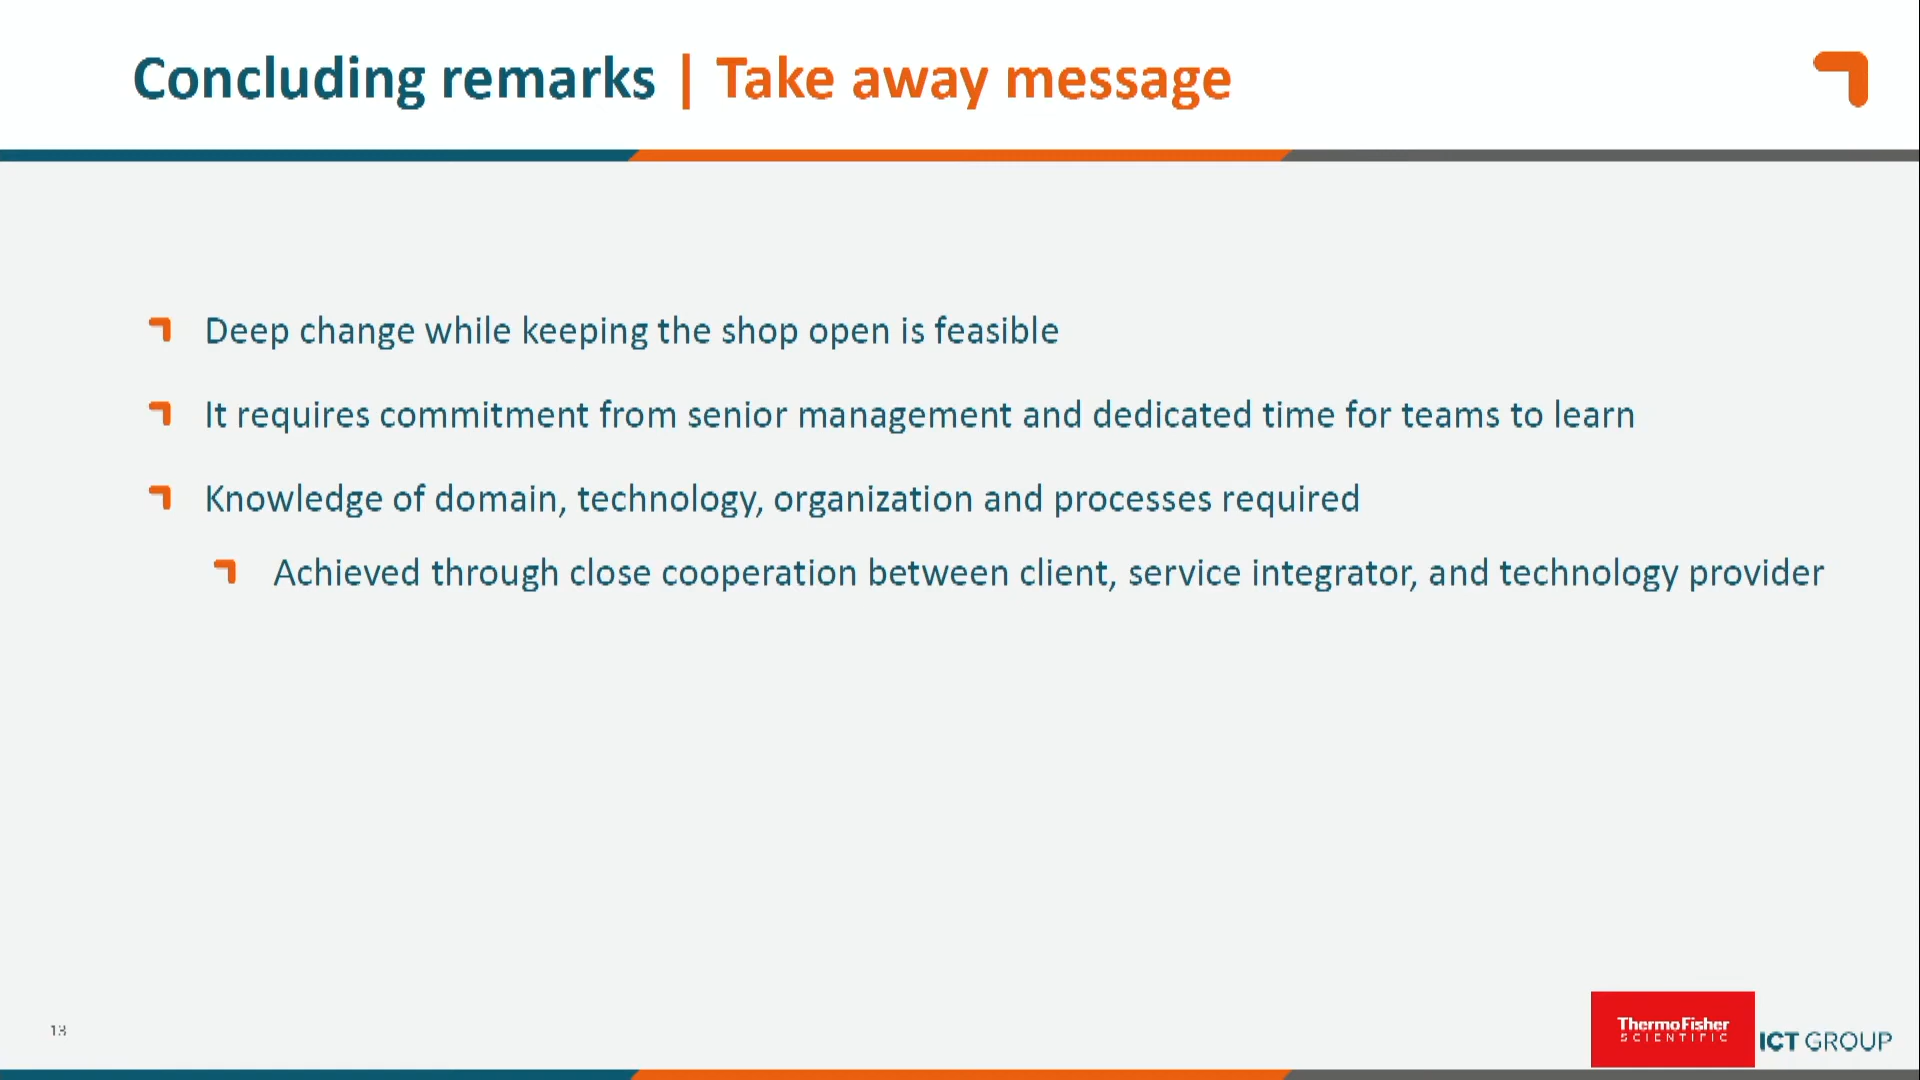 Concluding remarks | Take away message
Deep change while keeping the shop open is feasible
It requires commitment from senior management and dedicated time for teams to learn
Knowledge of domain, technology, organization and processes required
Achieved through close cooperation between client, service integrator, and technology provider
13
ThermoFisher
SCIENTIFIC
ICT GROUP